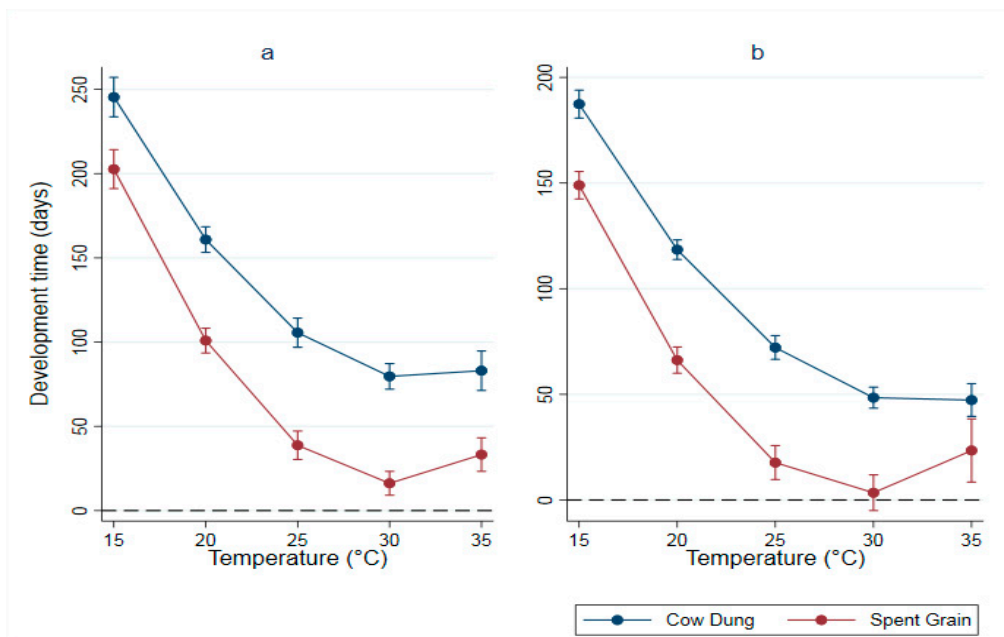 a
b
Development time (days)
250
200
150
100
50
0
15 20 25 30 35
Temperature (°C)
200
150
100
50
0
15 20 25 30 35
Temperature (°C)
Cow Dung
Spent Grain